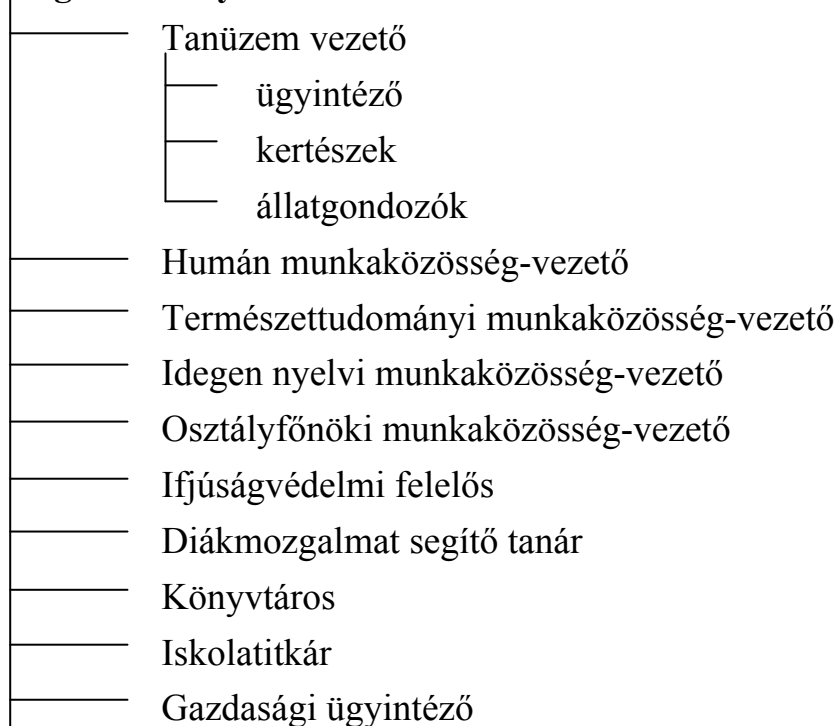 Tanüzem vezető
ügyintéző
kertészek
állatgondozók
Humán munkaközösség-vezető
Természettudományi munkaközösség-vezető
Idegen nyelvi munkaközösség-vezető
Osztályfőnöki munkaközösség-vezető
Ifjúságvédelmi felelős
Diákmozgalmat segítő tanár
Könyvtáros
Iskolatitkár
Gazdasági ügyintéző